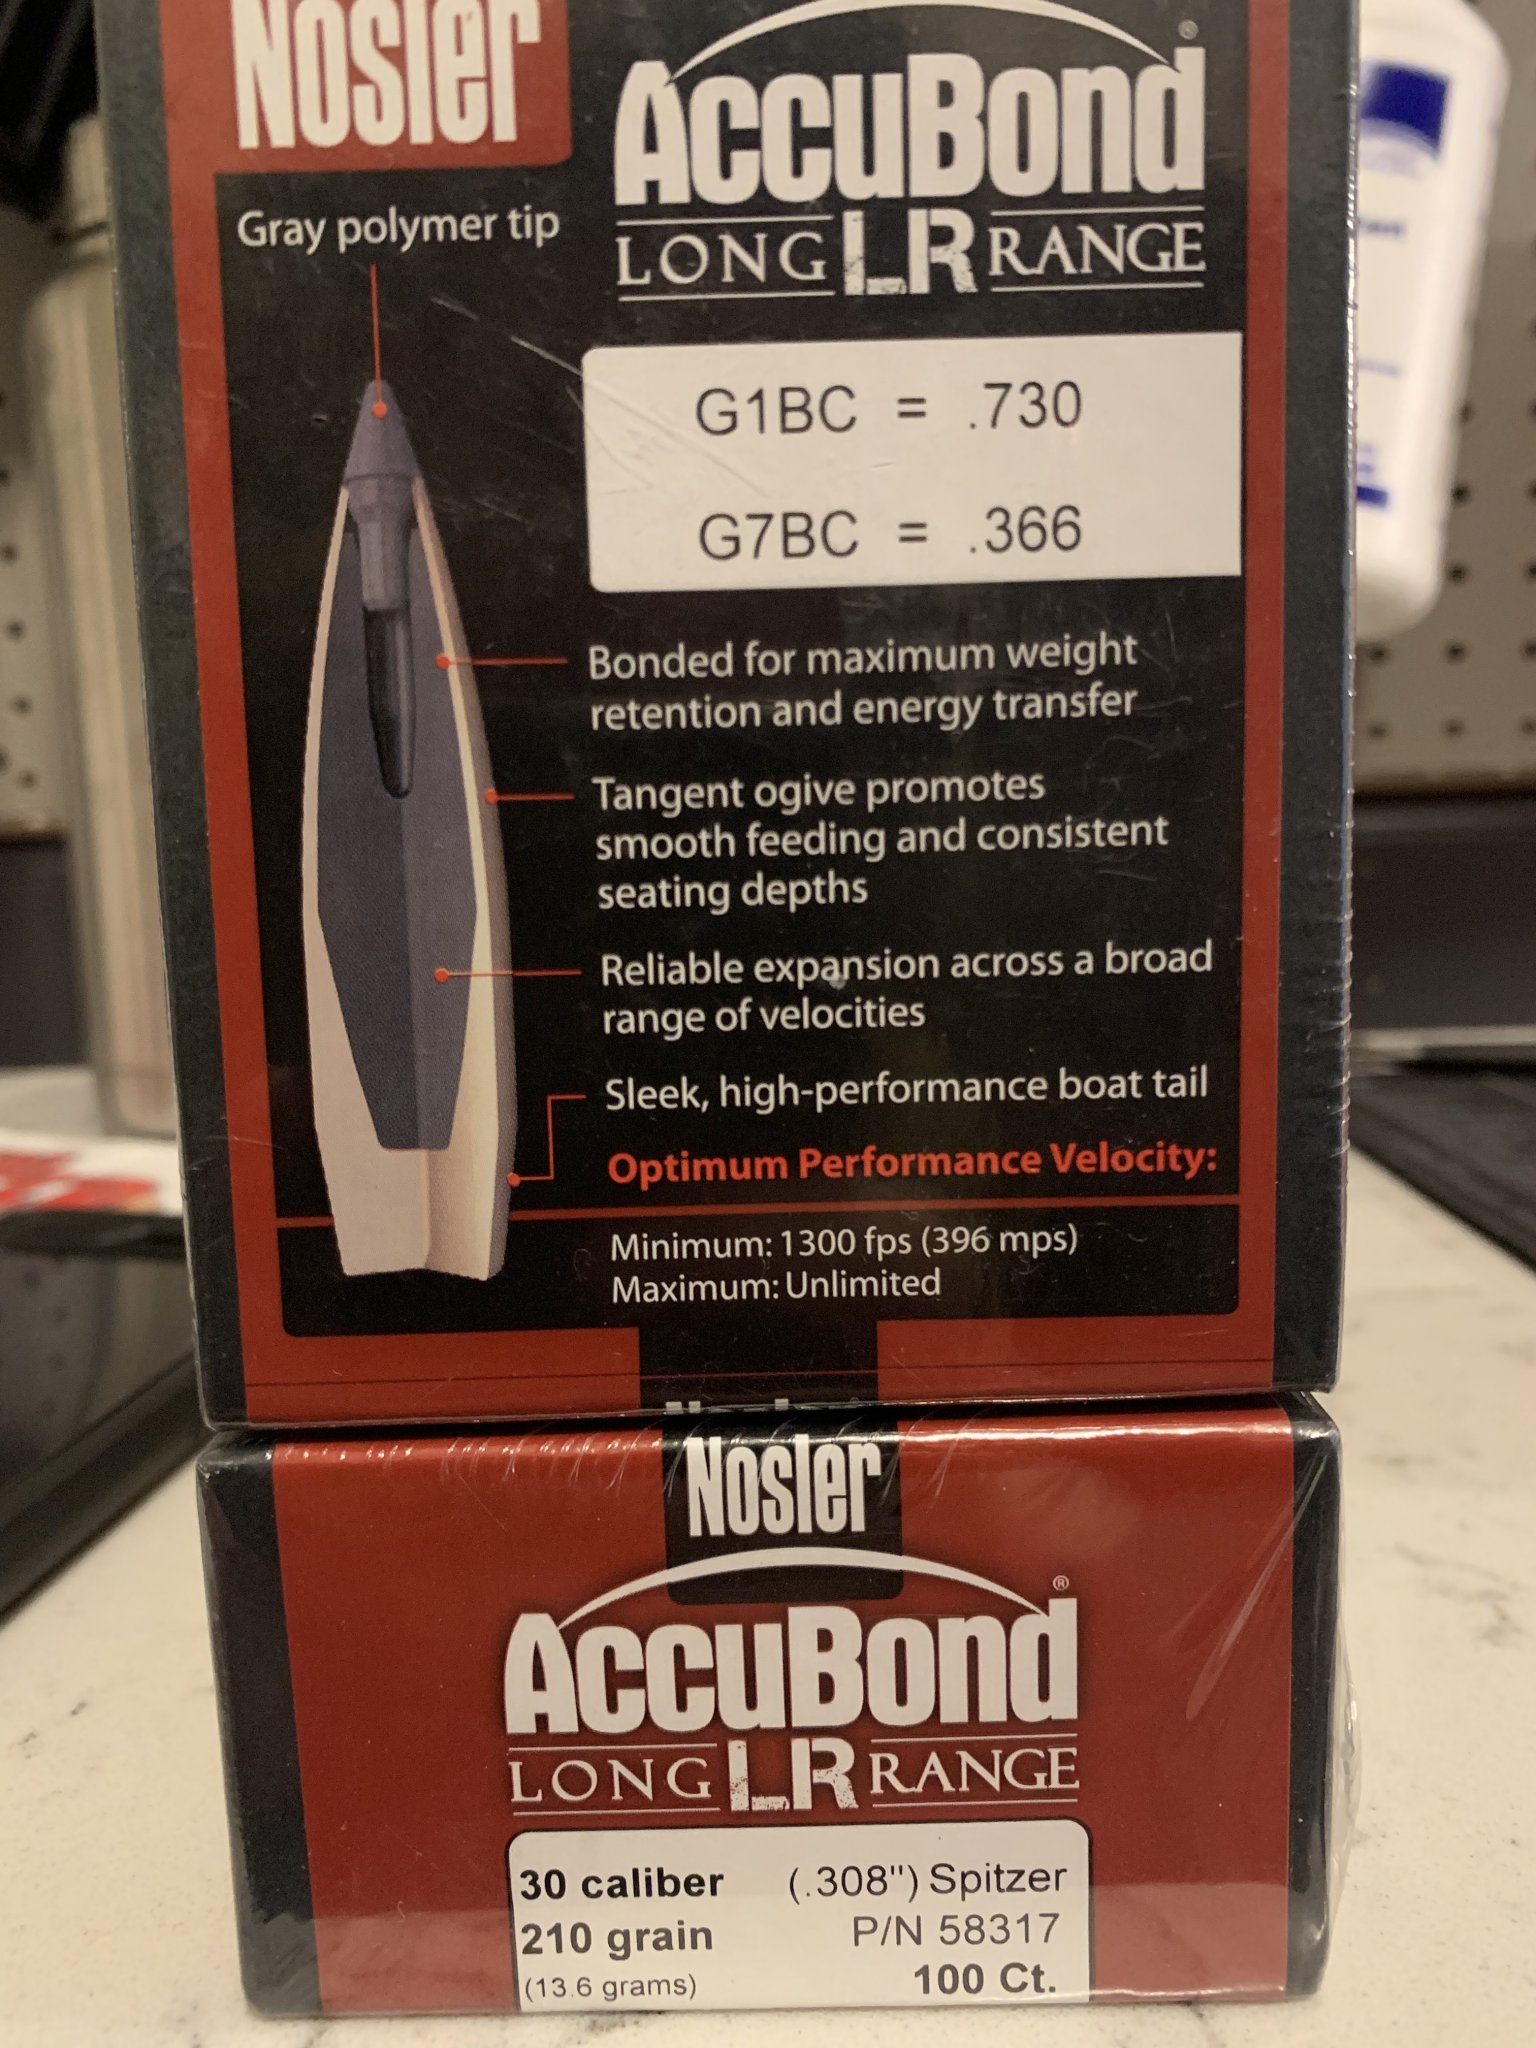 Nosler
AccuBond®
LONG LR RANGE
Gray polymer tip
G1BC = .730
G7BC = .366
Bonded for maximum weight
retention and energy transfer
Tangent ogive promotes
smooth feeding and consistent
seating depths
Reliable expansion across a broad
range of velocities
Sleek, high-performance boat tail
Optimum Performance Velocity:
Minimum: 1300 fps (396 mps)
Maximum: Unlimited
Nosler
AccuBond®
LONG LR RANGE
30 caliber (.308") Spitzer
210 grain P/N 58317
(13.6 grams) 100 Ct.